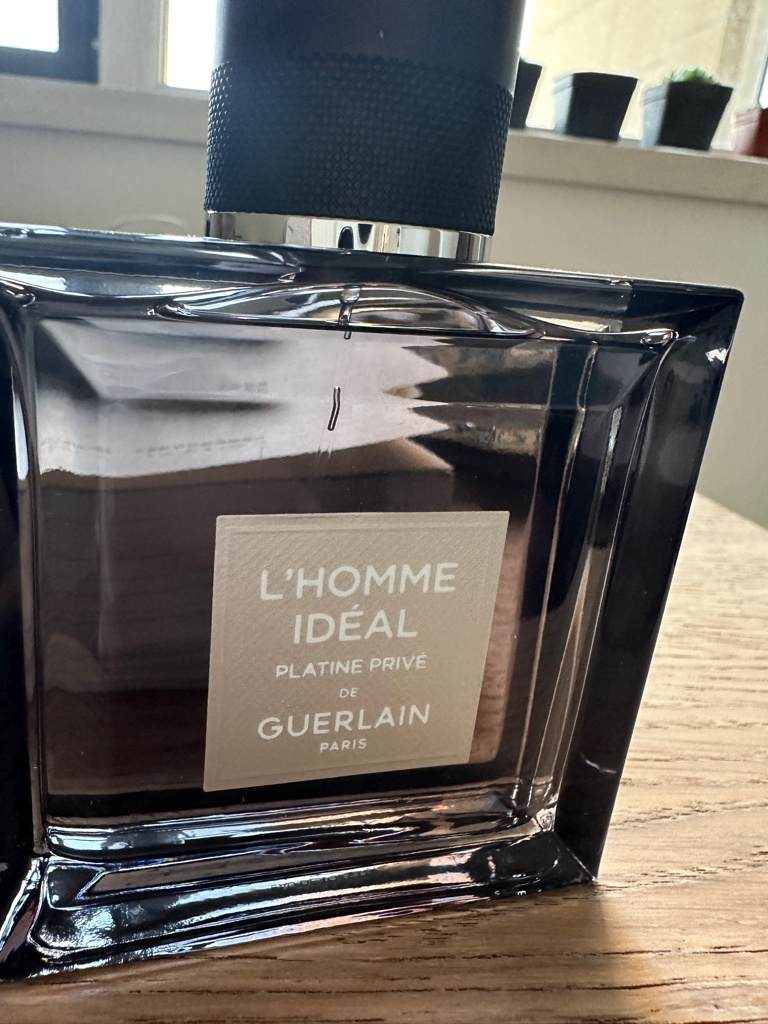 L'HOMME
IDÉAL
PLATINE PRIVÉ
DE
GUERLAIN
PARIS